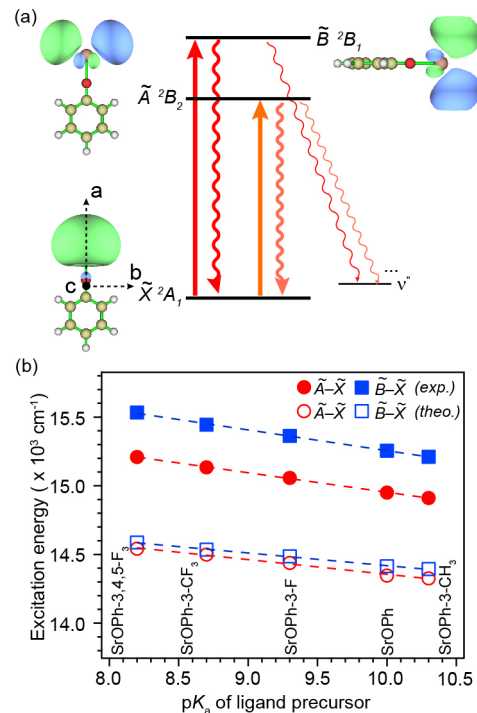 (a)
B̃ ²B₁
Ã ²B₂
a
b
c
X̃ ²A₁
...
ν"
(b)
Ã–X̃ B̃–X̃ (exp.)
Ã–X̃ B̃–X̃ (theo.)
Excitation energy ( x 10³ cm⁻¹)
15.5
15.0
14.5
14.0
SrOPh-3,4,5-F₃
SrOPh-3-CF₃
SrOPh-3-F
SrOPh
SrOPh-3-CH₃
8.0 8.5 9.0 9.5 10.0 10.5
pKₐ of ligand precursor